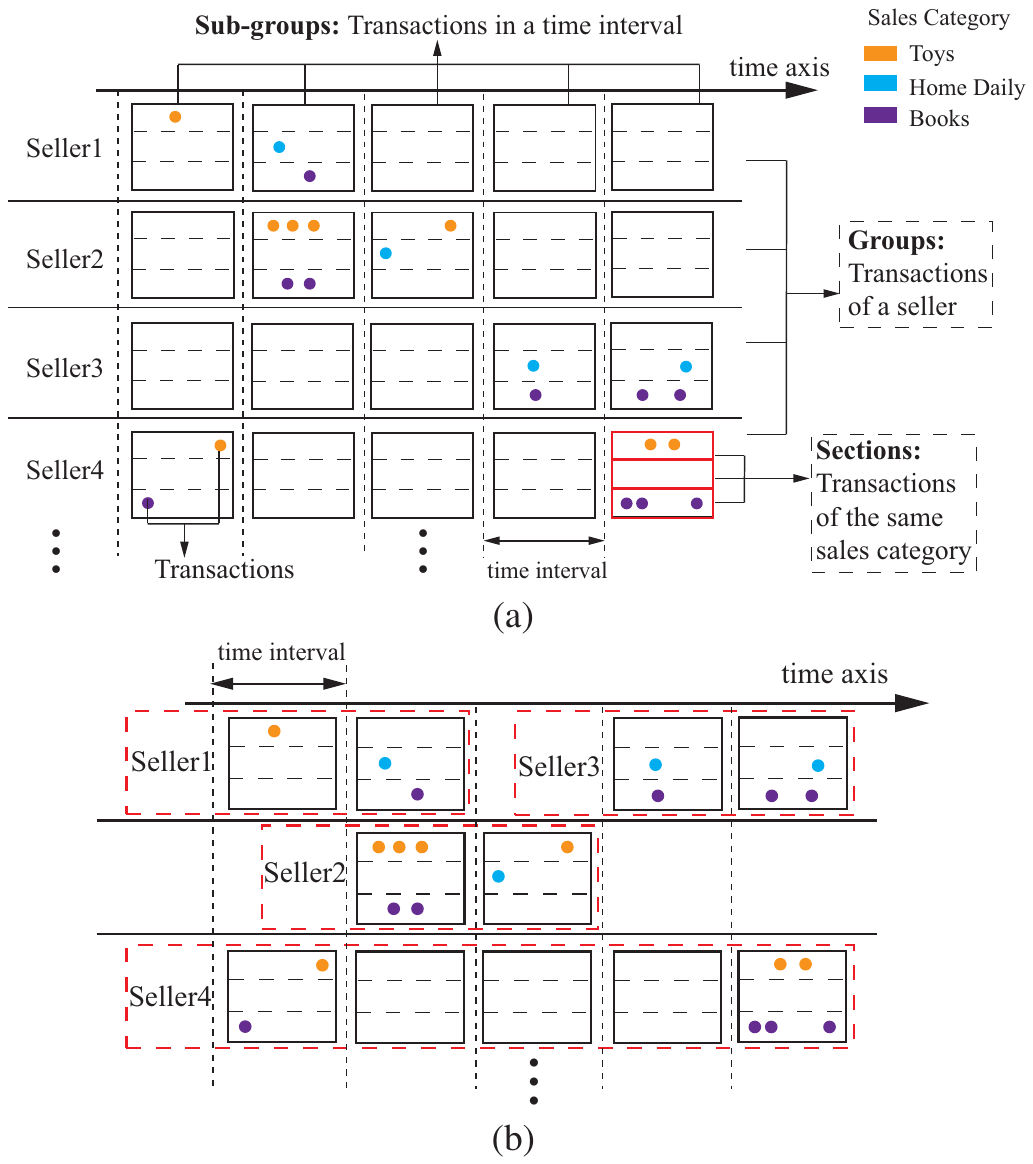 Sub-groups: Transactions in a time interval
Sales Category
Toys
Home Daily
Books
time axis
Seller1
Seller2
Seller3
Seller4
Groups:
Transactions
of a seller
Sections:
Transactions
of the same
sales category
Transactions
time interval
(a)
time interval
time axis
Seller1
Seller3
Seller2
Seller4
(b)